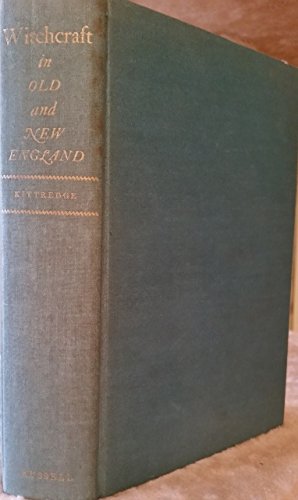 Witchcraft
in
OLD
and
NEW
ENGLAND
KITTREDGE
RUSSELL